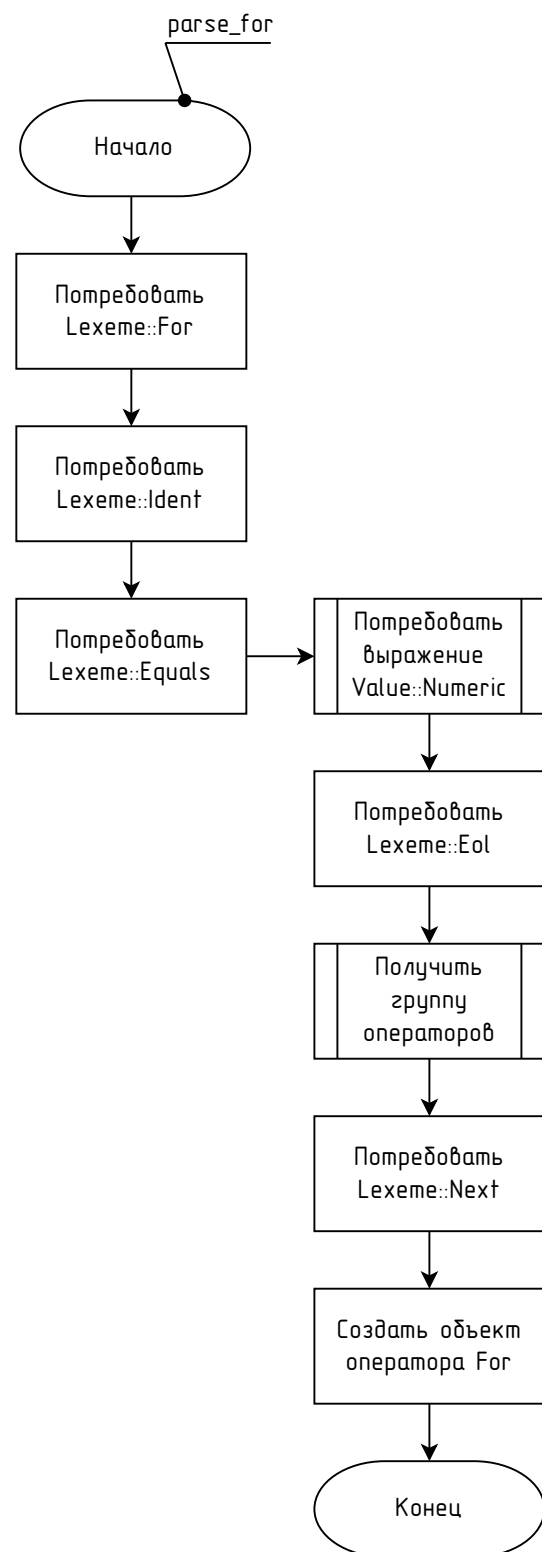 parse_for
Начало
Потребовать
Lexeme::For
Потребовать
Lexeme::Ident
Потребовать
Lexeme::Equals
Потребовать
выражение
Value::Numeric
Потребовать
Lexeme::Eol
Получить
группу
операторов
Потребовать
Lexeme::Next
Создать объект
оператора For
Конец